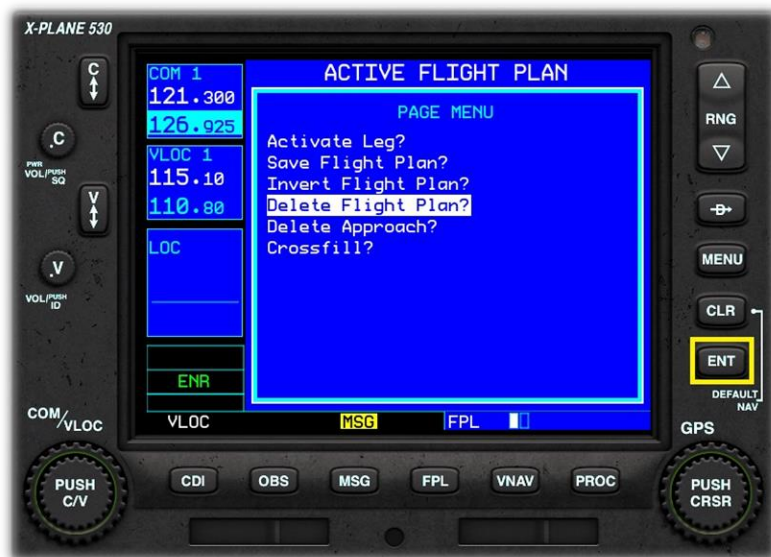 X-PLANE 530
C
.C
PWR
VOL/PUSH
SQ
V
.V
VOL/PUSH
ID
COM/VLOC
PUSH
C/V
COM 1
121.300
126.925
VLOC 1
115.10
110.80
LOC
ENR
VLOC
ACTIVE FLIGHT PLAN
PAGE MENU
Activate Leg?
Save Flight Plan?
Invert Flight Plan?
Delete Flight Plan?
Delete Approach?
Crossfill?
MSG
FPL
CDI
OBS
MSG
FPL
VNAV
PROC
RNG
D
MENU
CLR
ENT
DEFAULT
NAV
GPS
PUSH
CRSR